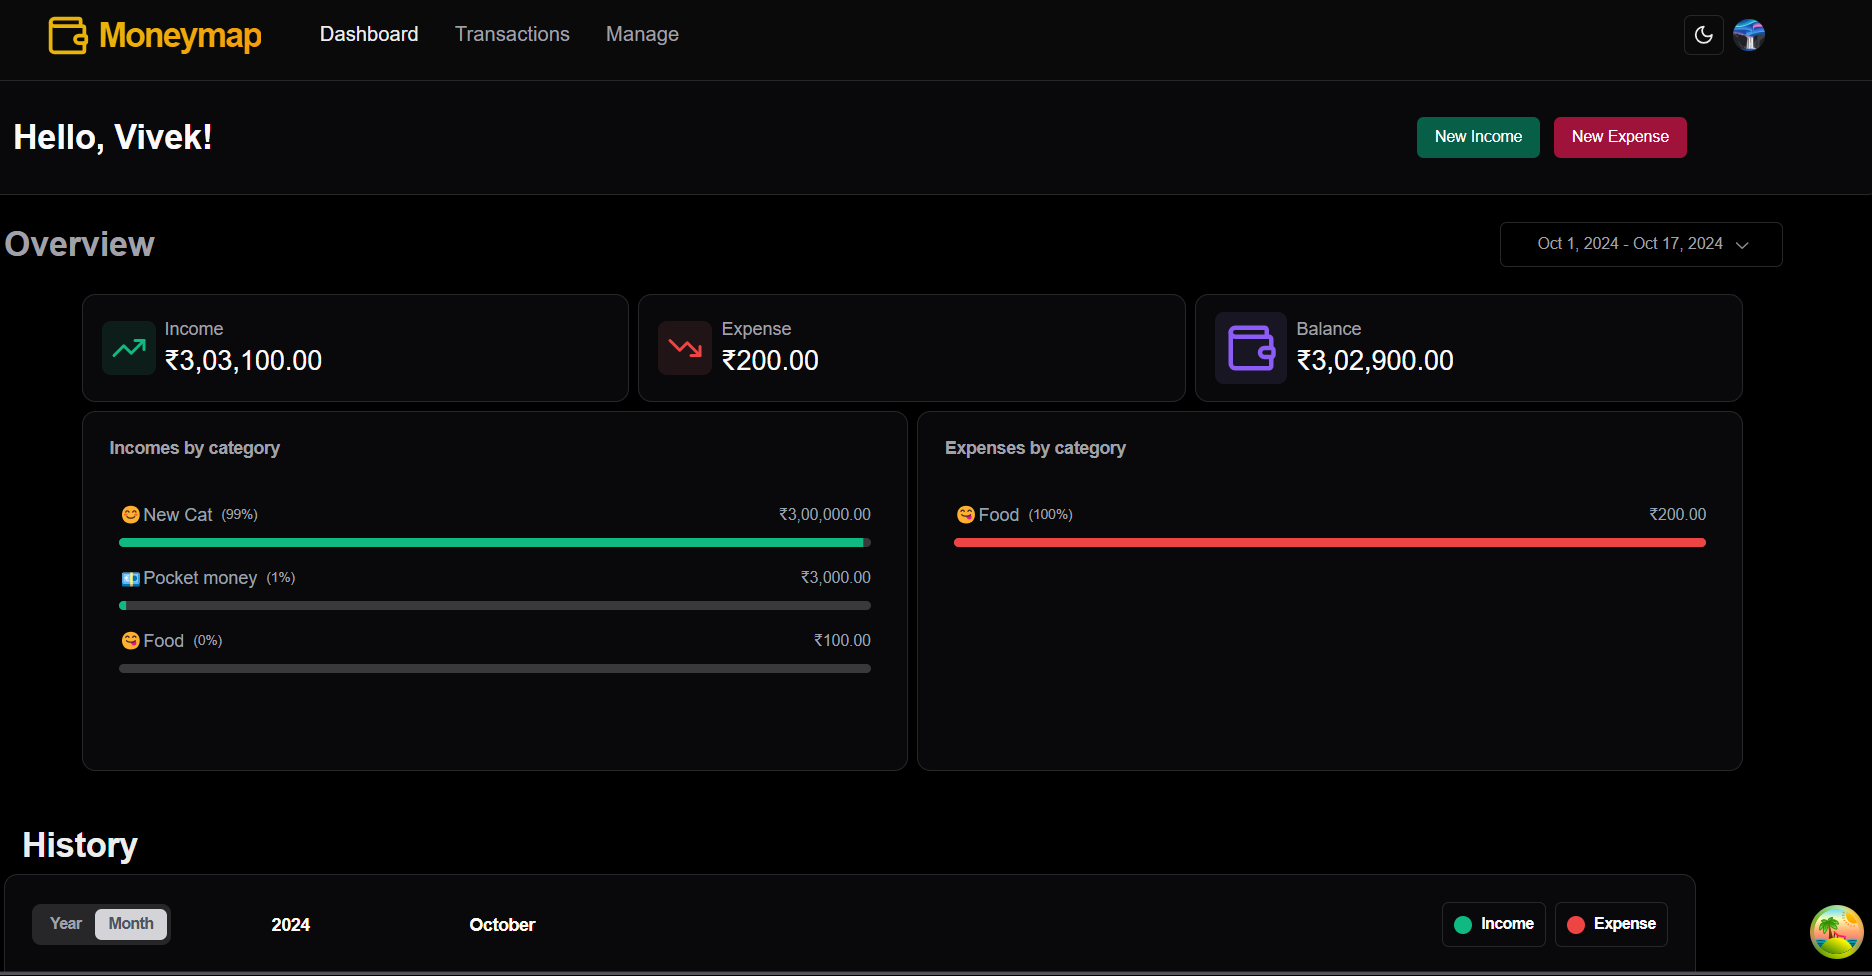 Moneymap Dashboard Transactions Manage
Hello, Vivek!
New Income New Expense
Overview
Oct 1, 2024 - Oct 17, 2024
Income
₹3,03,100.00
Expense
₹200.00
Balance
₹3,02,900.00
Incomes by category
New Cat (99%) ₹3,00,000.00
Pocket money (1%) ₹3,000.00
Food (0%) ₹100.00
Expenses by category
Food (100%) ₹200.00
History
Year Month 2024 October Income Expense